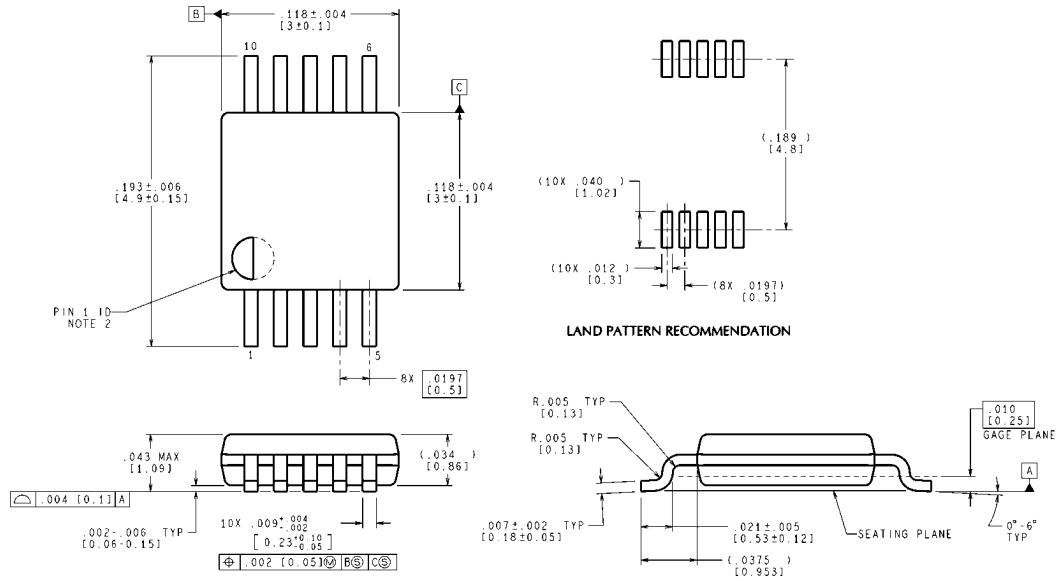 B
.118±.004
[3±0.1]
10
6
C
.193±.006
[4.9±0.15]
.118±.004
[3±0.1]
PIN 1 ID
NOTE 2
1
5
8X .0197
[0.5]
(.189 )
[4.8]
(10X .040 )
[1.02]
(10X .012 )
[0.3]
(8X .0197)
[0.5]
LAND PATTERN RECOMMENDATION
.043 MAX
[1.09]
(.034 )
[0.86]
⌓ .004 [0.1] A
.002-.006 TYP
[0.06-0.15]
10X .009 +.004 -.002
[ 0.23 +0.10 -0.05 ]
⌖ .002 [0.05]Ⓜ BⓈ CⓈ
R.005 TYP
[0.13]
R.005 TYP
[0.13]
.010
[0.25]
GAGE PLANE
A
.007±.002 TYP
[0.18±0.05]
.021±.005
[0.53±0.12]
(.0375 )
[0.953]
SEATING PLANE
0°-6°
TYP